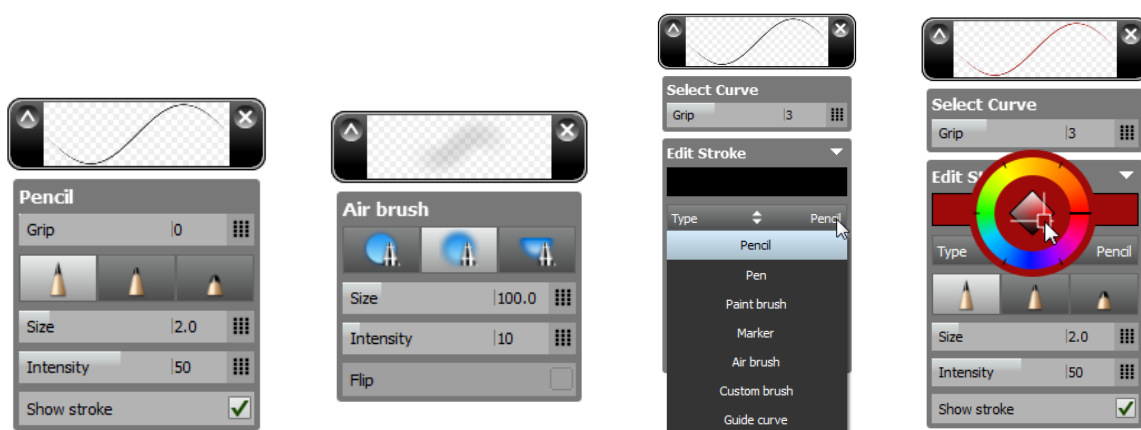 Pencil
Grip 0
Size 2.0
Intensity 50
Show stroke
Air brush
Size 100.0
Intensity 10
Flip
Select Curve
Grip 3
Edit Stroke
Type Pencil
Pencil
Pen
Paint brush
Marker
Air brush
Custom brush
Guide curve
Select Curve
Grip 3
Edit S
Type Pencil
Size 2.0
Intensity 50
Show stroke